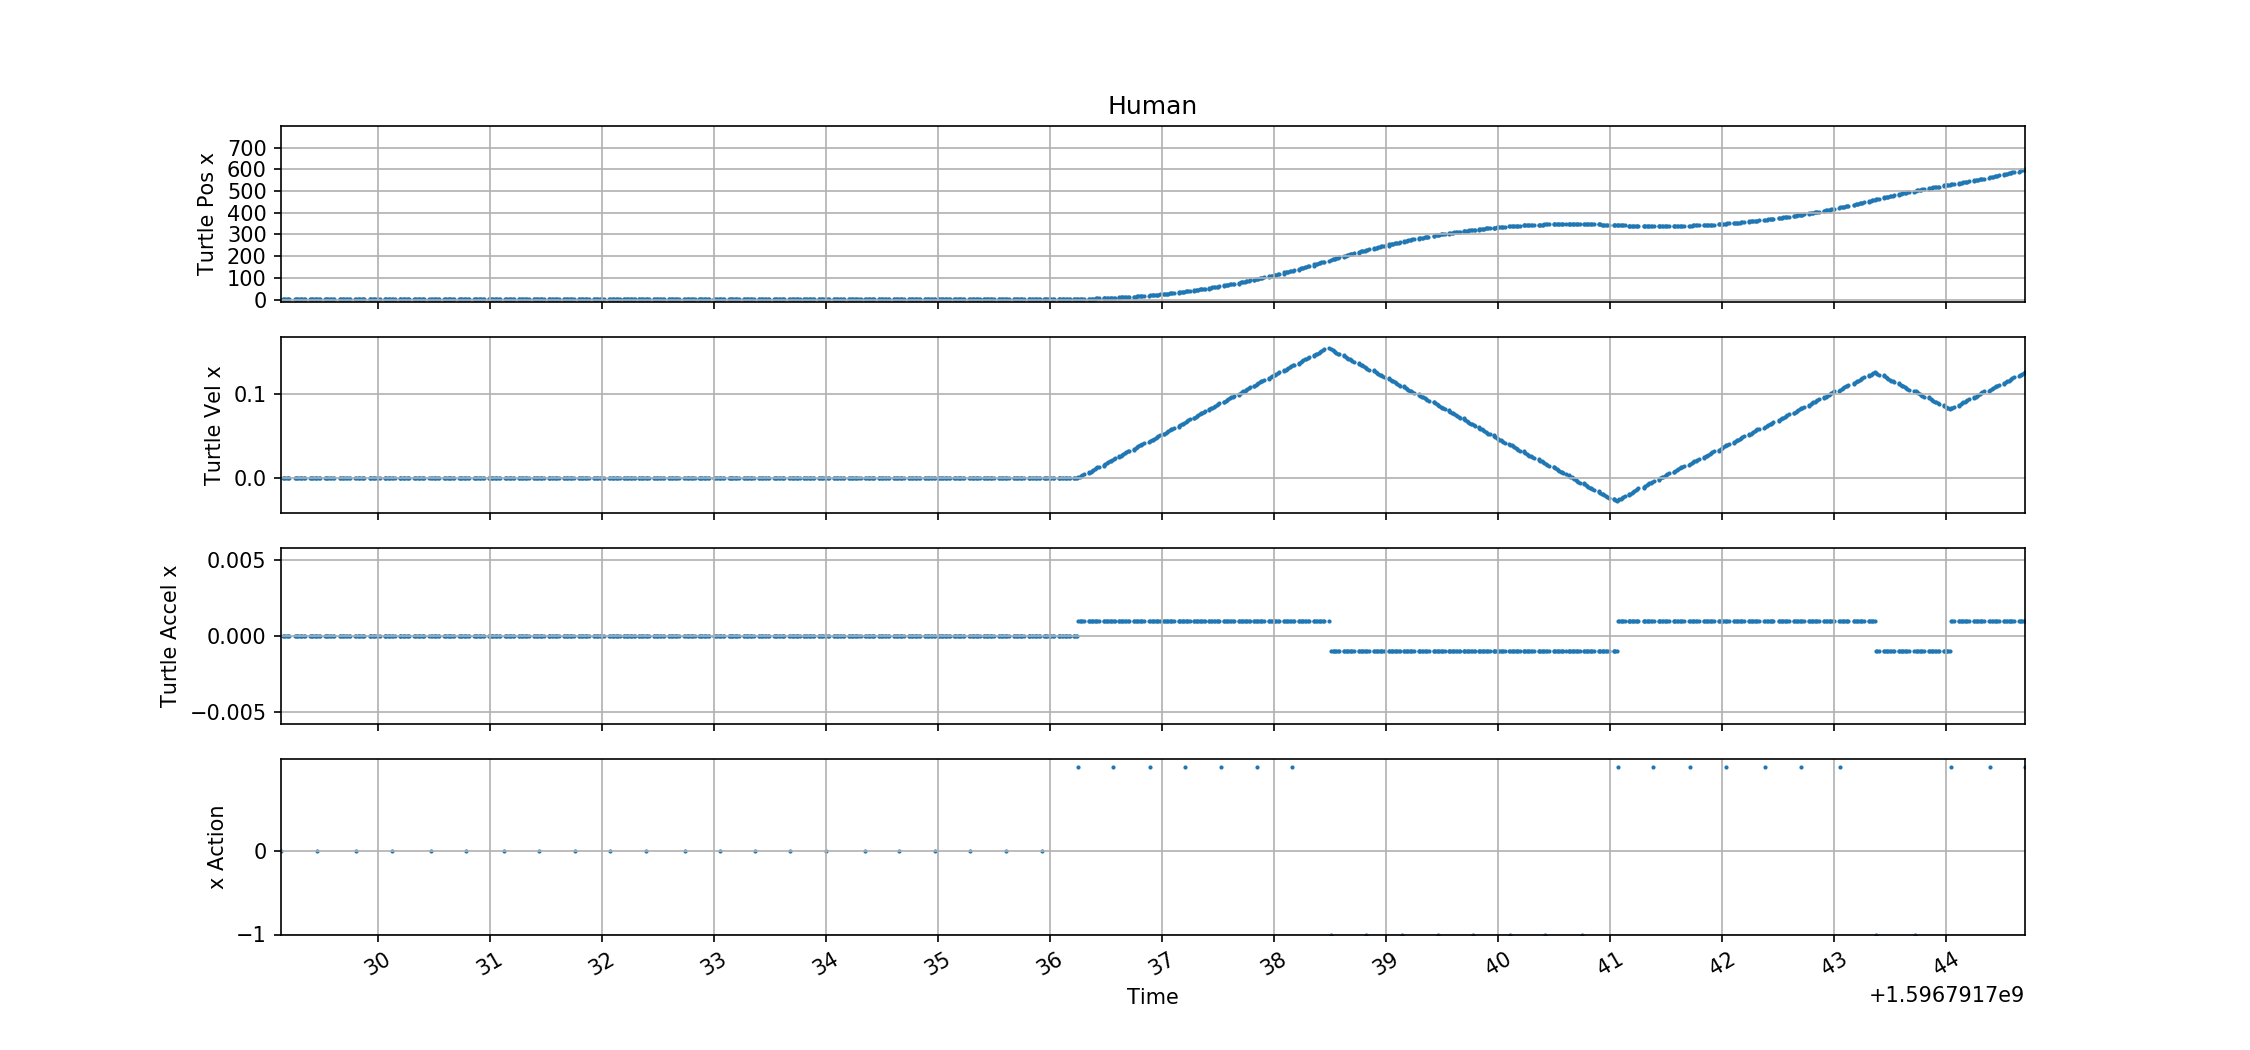 Human
Turtle Pos x
700
600
500
400
300
200
100
0
Turtle Vel x
0.1
0.0
Turtle Accel x
0.005
0.000
−0.005
x Action
0
−1
30 31 32 33 34 35 36 37 38 39 40 41 42 43 44
Time
+1.5967917e9